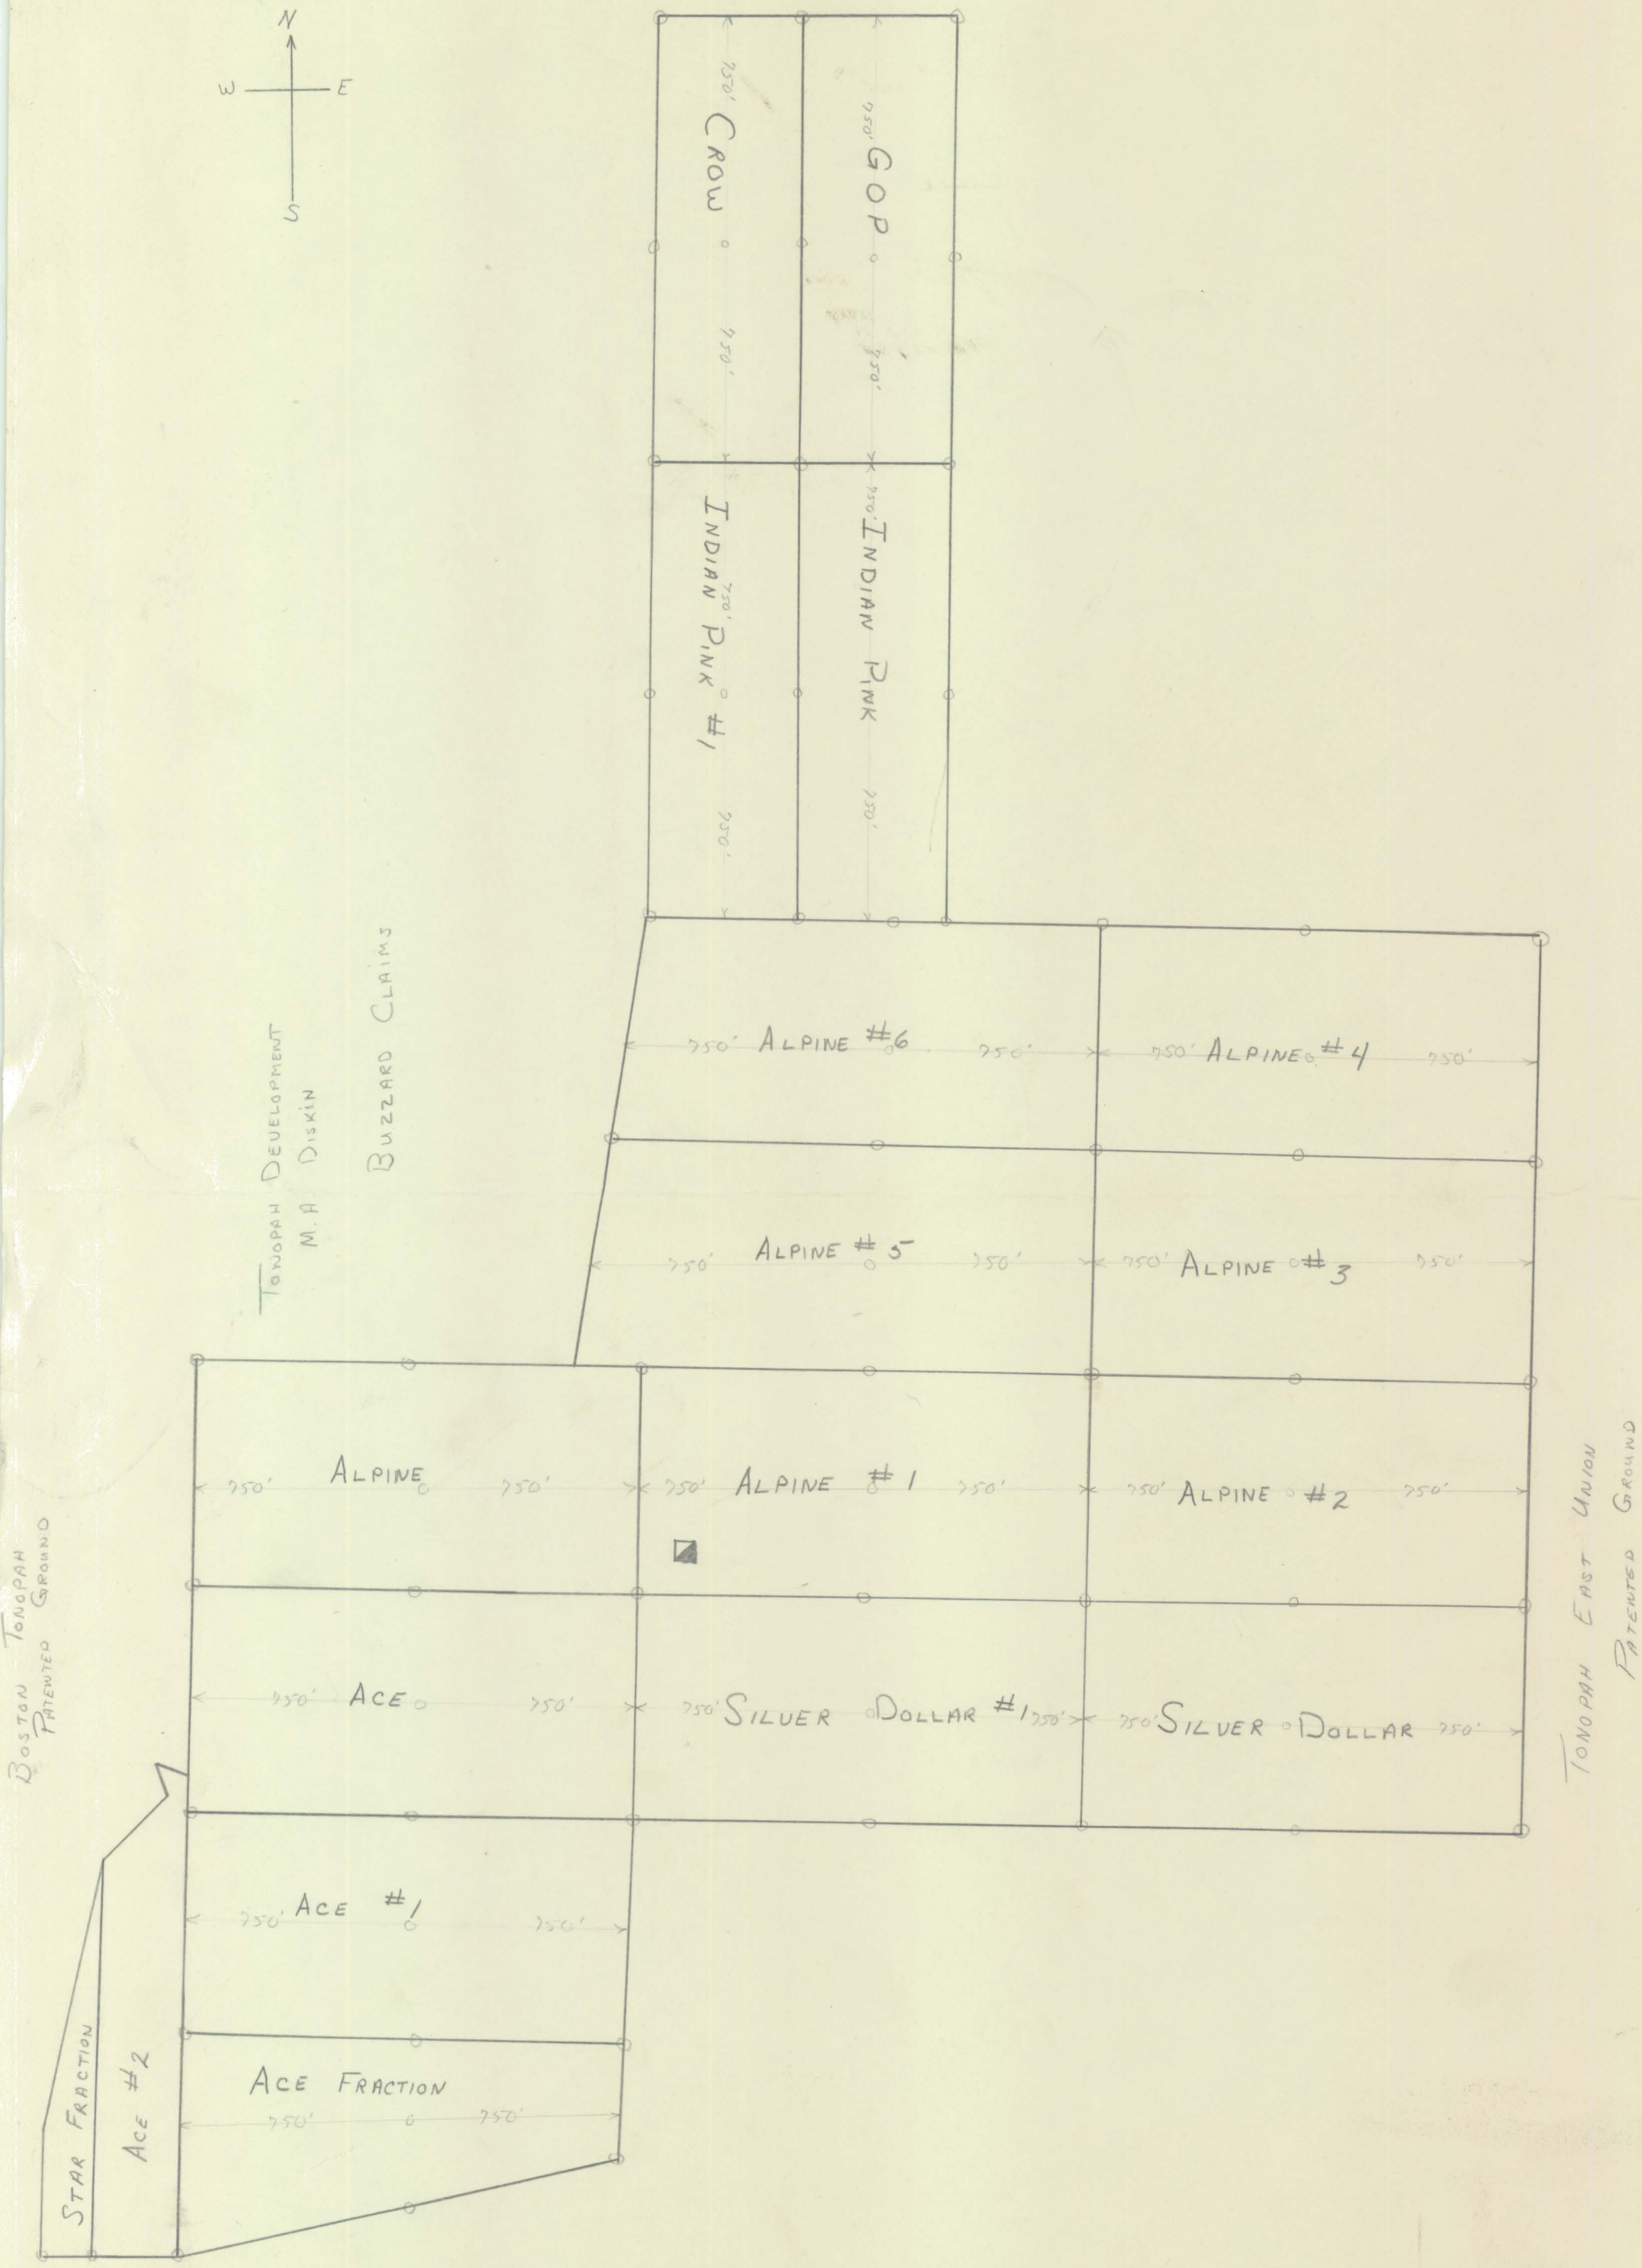 N
W E
S
750' CROW 750'
750' GOP 750'
INDIAN PINK #1
750' 750'
750' INDIAN PINK 750'
TONOPAH DEVELOPMENT
M.A DISKIN
BUZZARD CLAIMS
750' ALPINE #6 750'
750' ALPINE #4 750'
750' ALPINE #5 750'
750' ALPINE #3 750'
750' ALPINE 750'
750' ALPINE #1 750'
750' ALPINE #2 750'
BOSTON TONOPAH
PATENTED GROUND
TONOPAH EAST UNION
PATENTED GROUND
750' ACE 750'
750' SILVER DOLLAR #1 750'
750' SILVER DOLLAR 750'
750' ACE #1 750'
STAR FRACTION
ACE #2
ACE FRACTION
750' 750'